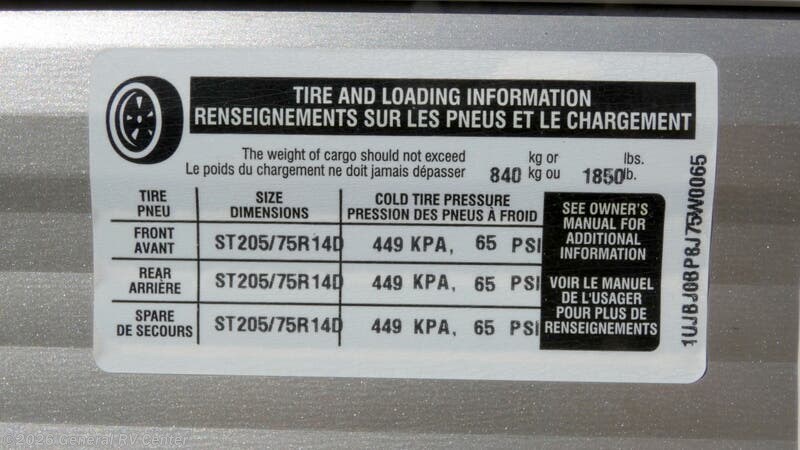 TIRE AND LOADING INFORMATION
RENSEIGNEMENTS SUR LES PNEUS ET LE CHARGEMENT
The weight of cargo should not exceed kg or lbs.
Le poids du chargement ne doit jamais dépasser 840 kg ou 1850 lb.
TIRE PNEU SIZE DIMENSIONS COLD TIRE PRESSURE PRESSION DES PNEUS À FROID
FRONT AVANT ST205/75R14D 449 KPA, 65 PSI
REAR ARRIÈRE ST205/75R14D 449 KPA, 65 PSI
SPARE DE SECOURS ST205/75R14D 449 KPA, 65 PSI
SEE OWNER'S
MANUAL FOR
ADDITIONAL
INFORMATION
VOIR LE MANUEL
DE L'USAGER
POUR PLUS DE
RENSEIGNEMENTS
1UJBJ0BP8J75W0065
©2025 General RV Center